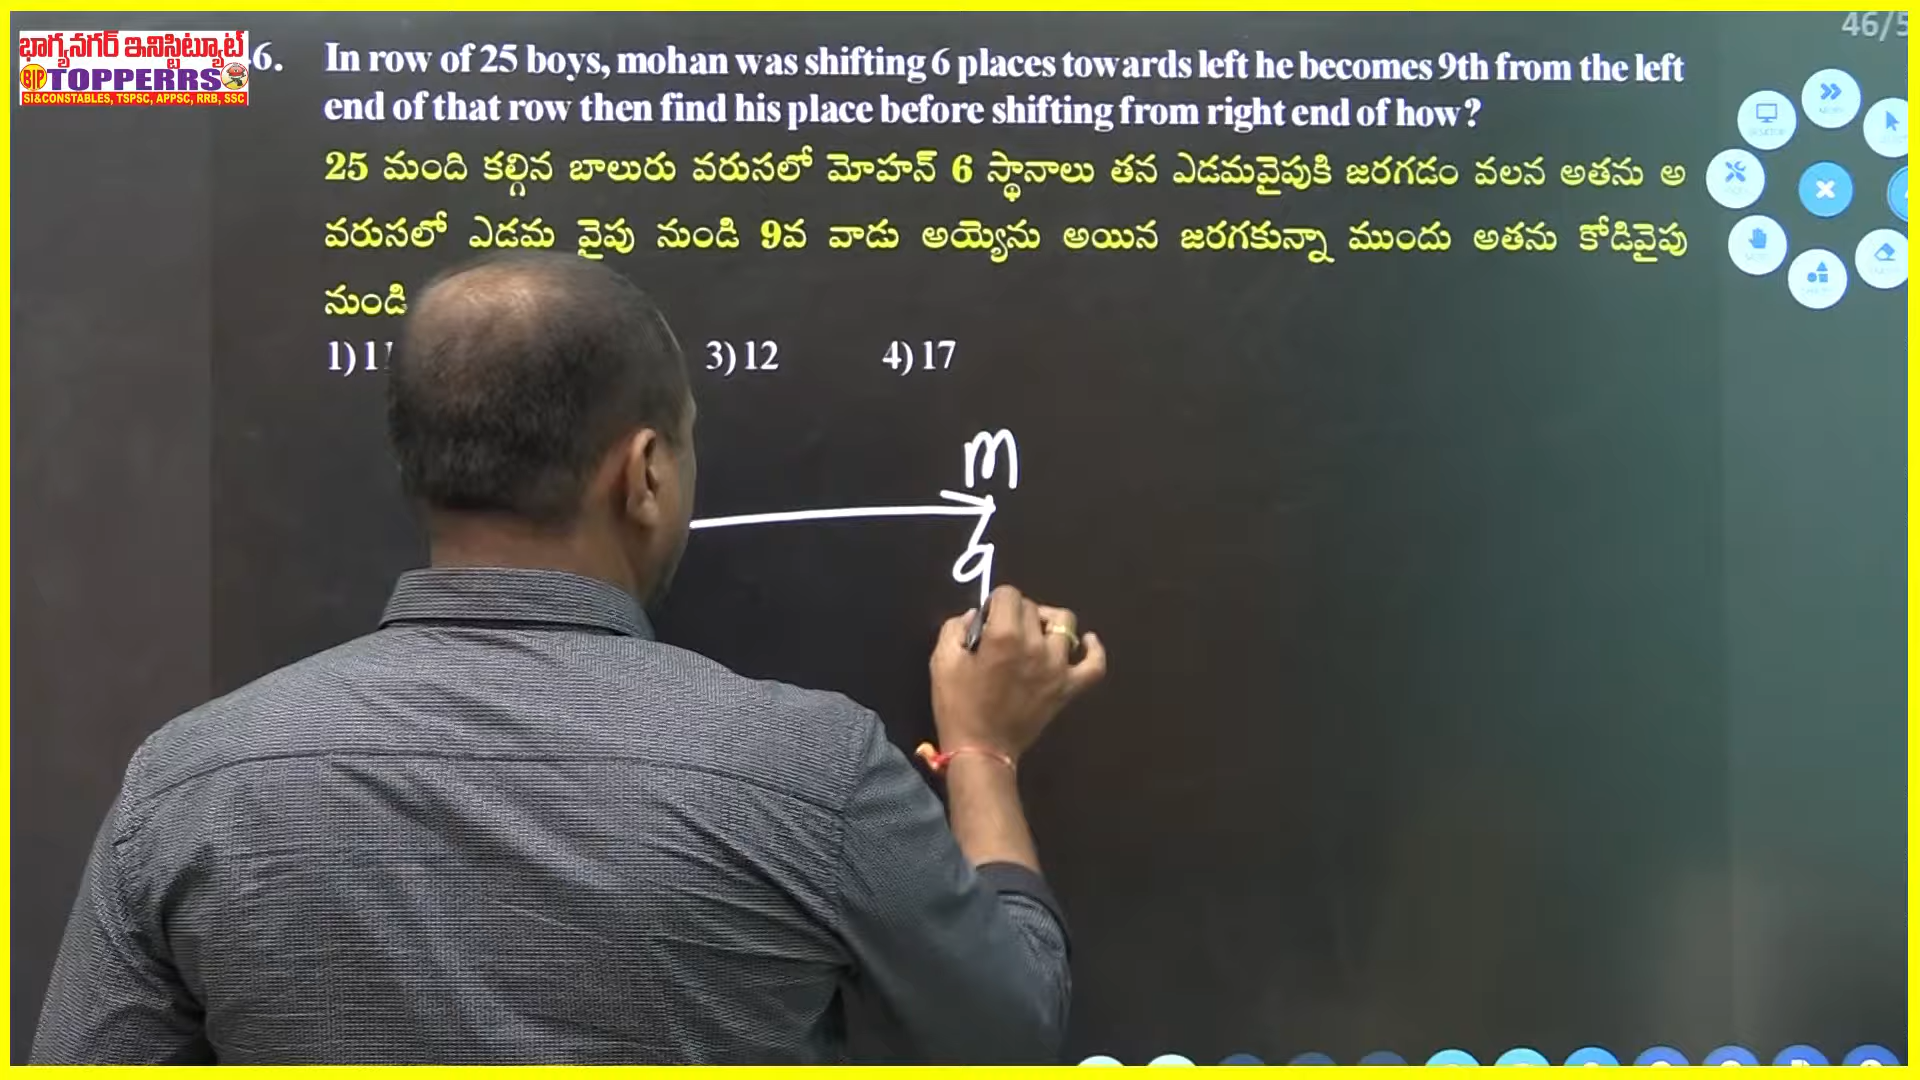 భాగ్యనగర్ ఇనిస్టిట్యూట్
BIP TOPPERRS
SI&CONSTABLES, TSPSC, APPSC, RRB, SSC
46/5
6. In row of 25 boys, mohan was shifting 6 places towards left he becomes 9th from the left
end of that row then find his place before shifting from right end of how?
25 మంది కల్గిన బాలురు వరుసలో మోహన్ 6 స్థానాలు తన ఎడమవైపుకి జరగడం వలన అతను అ
వరుసలో ఎడమ వైపు నుండి 9వ వాడు అయ్యెను అయిన జరగకున్నా ముందు అతను కోడివైపు
నుండి
1) 11 3) 12 4) 17
m
9